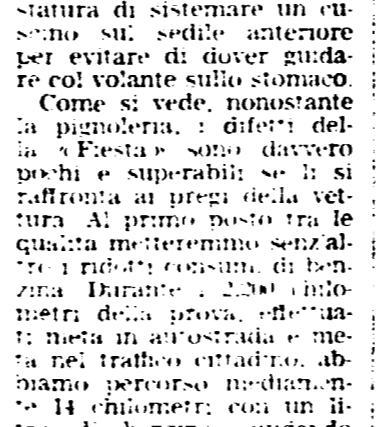 statura di sistemare un cu-
scino sul sedile anteriore
per evitare di dover guida-
re col volante sullo stomaco.
Come si vede, nonostante
la pignoleria, i difetti del-
la «Fiesta» sono davvero
pochi e superabili se li si
raffronta ai pregi della vet-
tura. Al primo posto tra le
qualità metteremmo senz'al-
tro i ridotti consumi di ben-
zina. Durante i 2.200 chilo-
metri della prova, effettua-
ti metà in autostrada e me-
tà nel traffico cittadino, ab-
biamo percorso mediamen-
te 14 chilometri con un li-